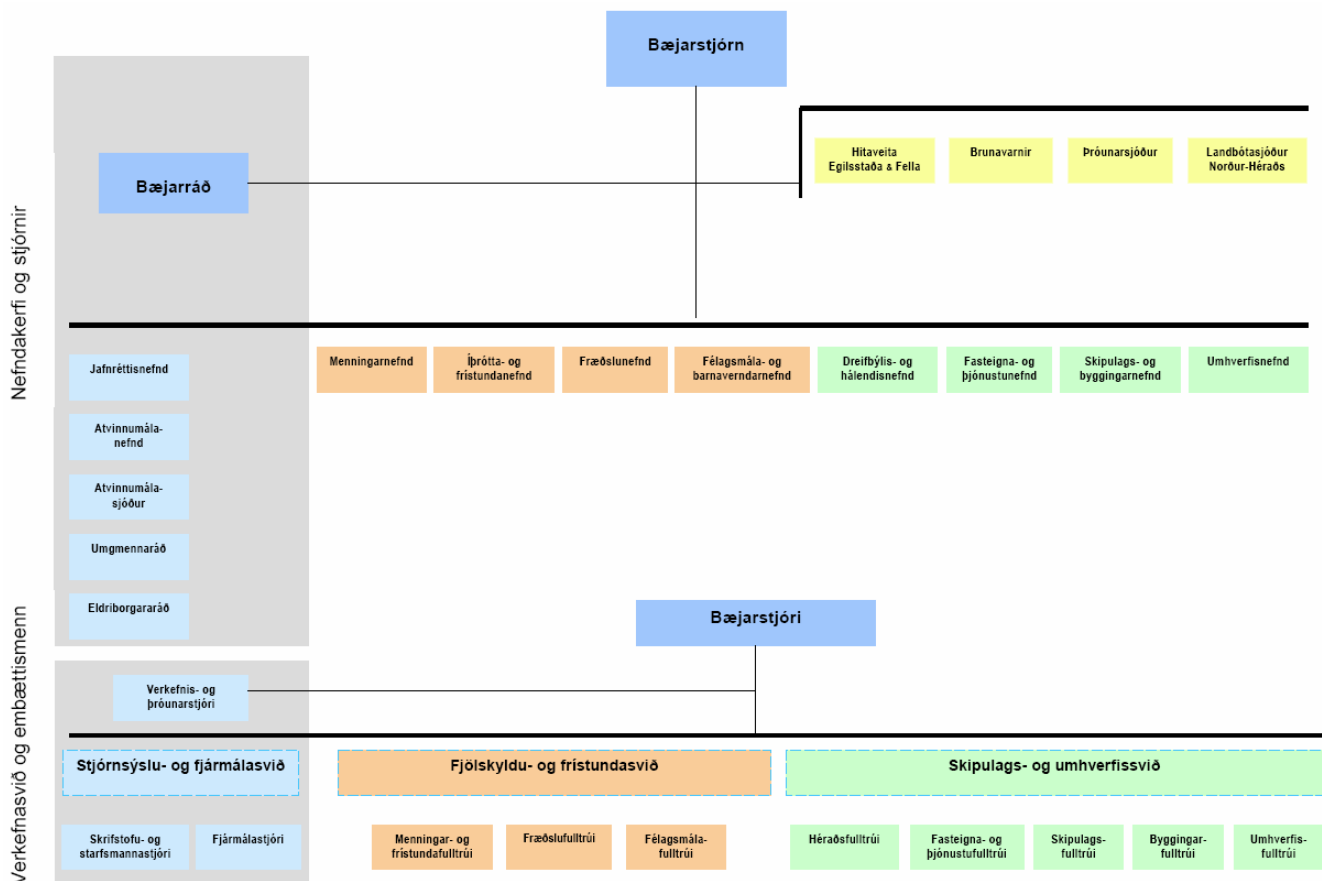 Bæjarstjórn
Hitaveita
Egilsstaða & Fella
Brunavarnir
Þróunarsjóður
Landbótasjóður
Norður-Héraðs
Bæjarráð
Nefndakerfi og stjórnir
Jafnréttisnefnd
Menningarnefnd
Íþrótta- og
frístundanefnd
Fræðslunefnd
Félagsmála- og
barnaverndarnefnd
Dreifbýlis- og
hálendisnefnd
Fasteigna- og
þjónustunefnd
Skipulags- og
byggingarnefnd
Umhverfisnefnd
Atvinnumála-
nefnd
Atvinnumála-
sjóður
Umgmennaráð
Eldriborgararáð
Bæjarstjóri
Verkefnasvið og embættismenn
Verkefnis- og
þróunarstjóri
Stjórnsýslu- og fjármálasvið
Fjölskyldu- og frístundasvið
Skipulags- og umhverfissvið
Skrifstofu- og
starfsmannastjóri
Fjármálastjóri
Menningar- og
frístundafulltrúi
Fræðslufulltrúi
Félagsmála-
fulltrúi
Héraðsfulltrúi
Fasteigna- og
þjónustufulltrúi
Skipulags-
fulltrúi
Byggingar-
fulltrúi
Umhverfis-
fulltrúi